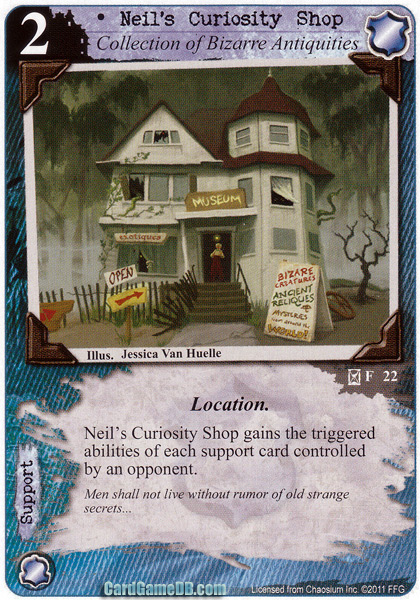 2
• Neil's Curiosity Shop
Collection of Bizarre Antiquities
MUSEUM
exotiques
OPEN
BIZARE
CREATURES
ANCIENT
RELIQUES
MYSTERIES
Illus. Jessica Van Huelle
F 22
Location.
Neil's Curiosity Shop gains the triggered
abilities of each support card controlled
by an opponent.
Men shall not live without rumor of old strange
secrets...
Support
CardGameDB.com
Licensed from Chaosium Inc. ©2011 FFG